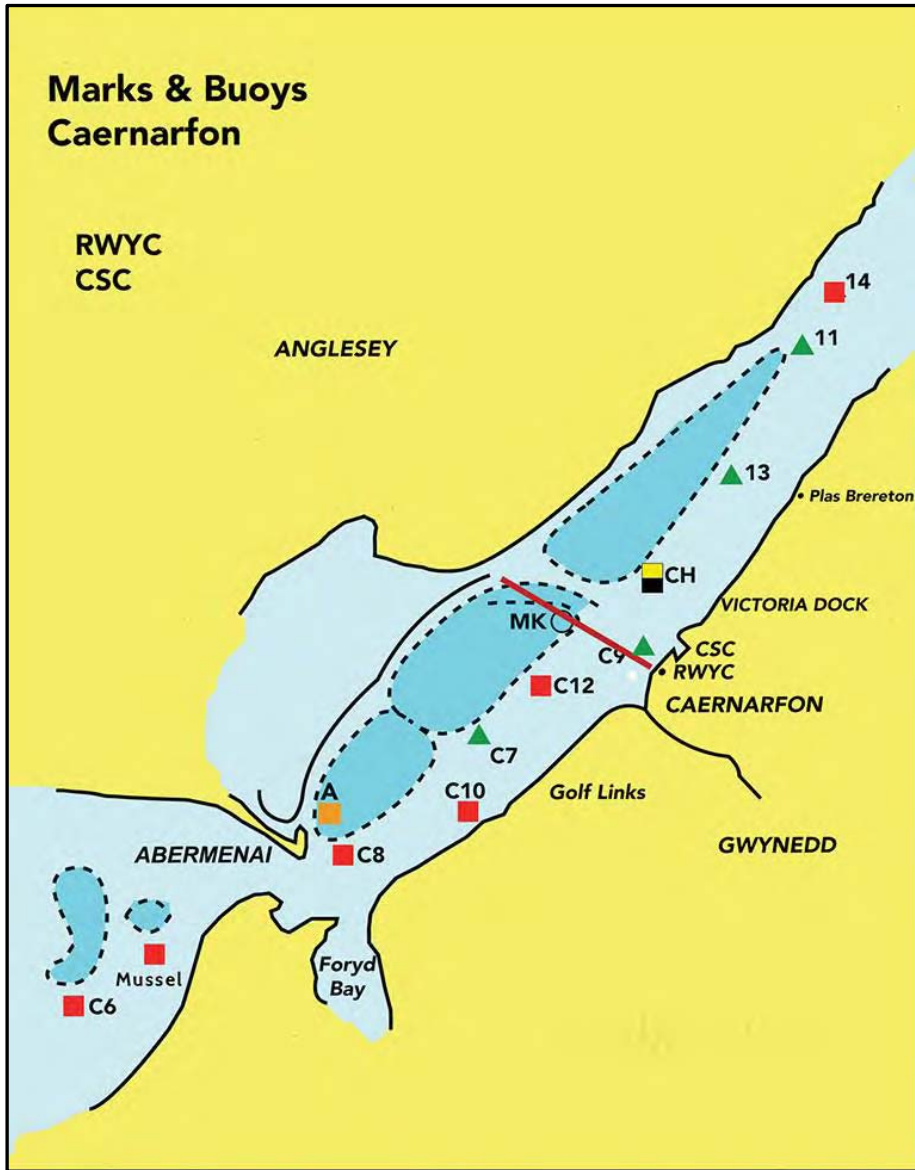 Marks & Buoys
Caernarfon
RWYC
CSC
14
ANGLESEY
11
13
Plas Brereton
CH
VICTORIA DOCK
MK
C9
CSC
RWYC
C12
CAERNARFON
C7
A
C10
Golf Links
ABERMENAI
C8
GWYNEDD
Mussel
Foryd
Bay
C6